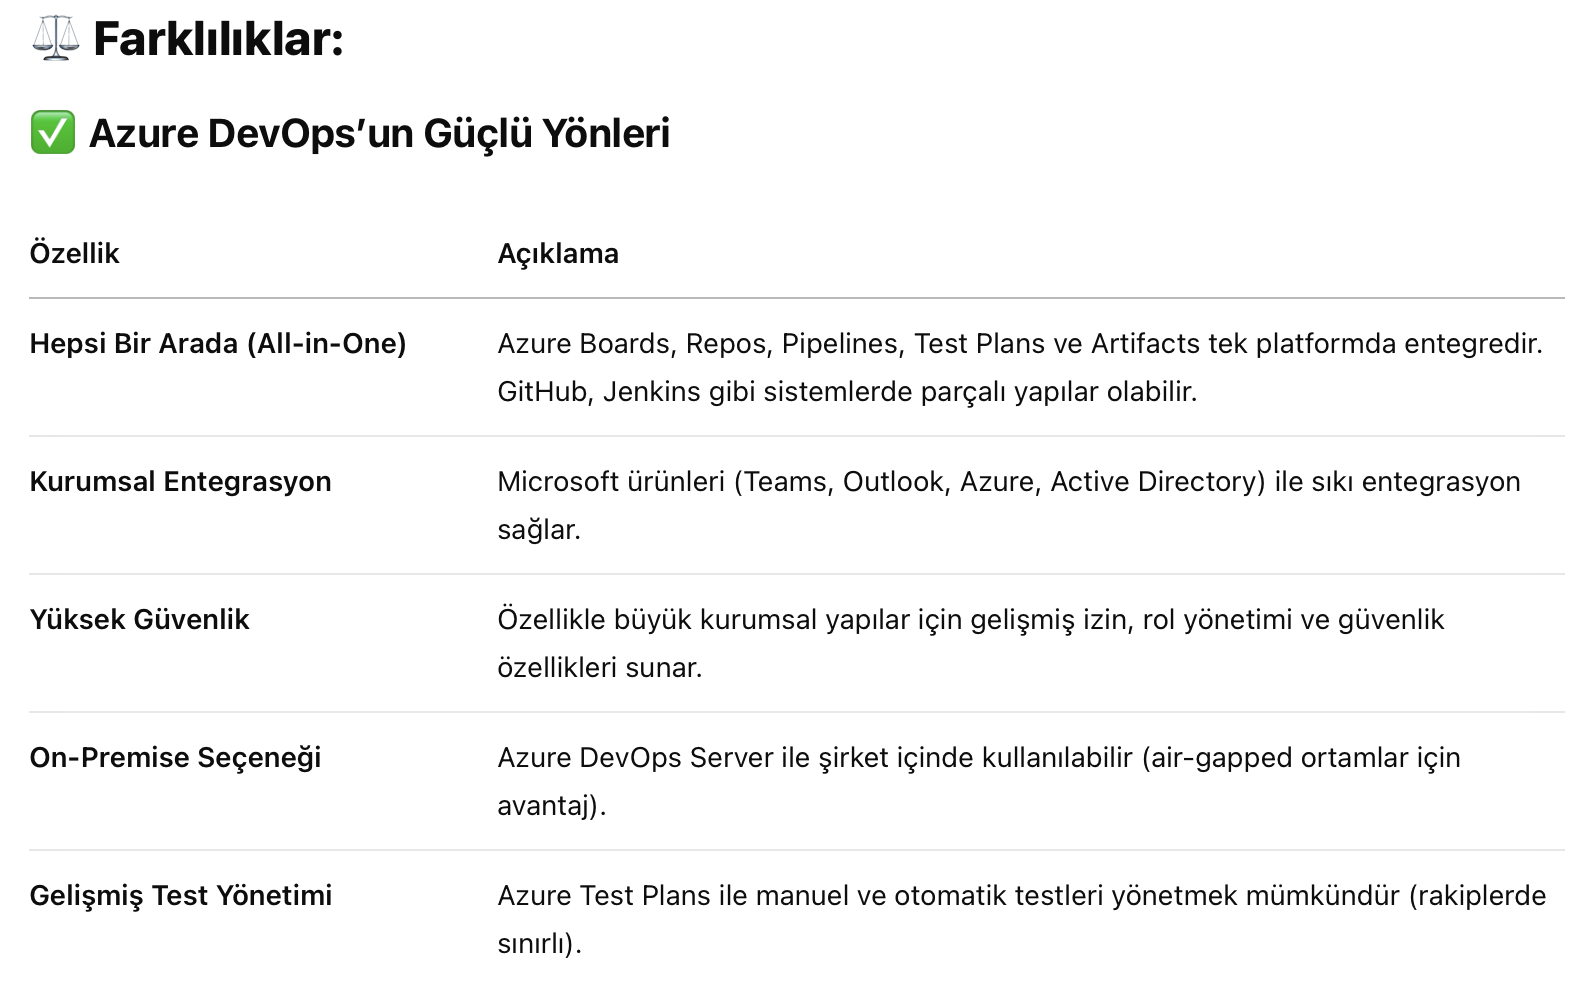 ⚖️ Farklılıklar:
✅ Azure DevOps’un Güçlü Yönleri
Özellik Açıklama
Hepsi Bir Arada (All-in-One) Azure Boards, Repos, Pipelines, Test Plans ve Artifacts tek platformda entegredir.
GitHub, Jenkins gibi sistemlerde parçalı yapılar olabilir.
Kurumsal Entegrasyon Microsoft ürünleri (Teams, Outlook, Azure, Active Directory) ile sıkı entegrasyon
sağlar.
Yüksek Güvenlik Özellikle büyük kurumsal yapılar için gelişmiş izin, rol yönetimi ve güvenlik
özellikleri sunar.
On-Premise Seçeneği Azure DevOps Server ile şirket içinde kullanılabilir (air-gapped ortamlar için
avantaj).
Gelişmiş Test Yönetimi Azure Test Plans ile manuel ve otomatik testleri yönetmek mümkündür (rakiplerde
sınırlı).